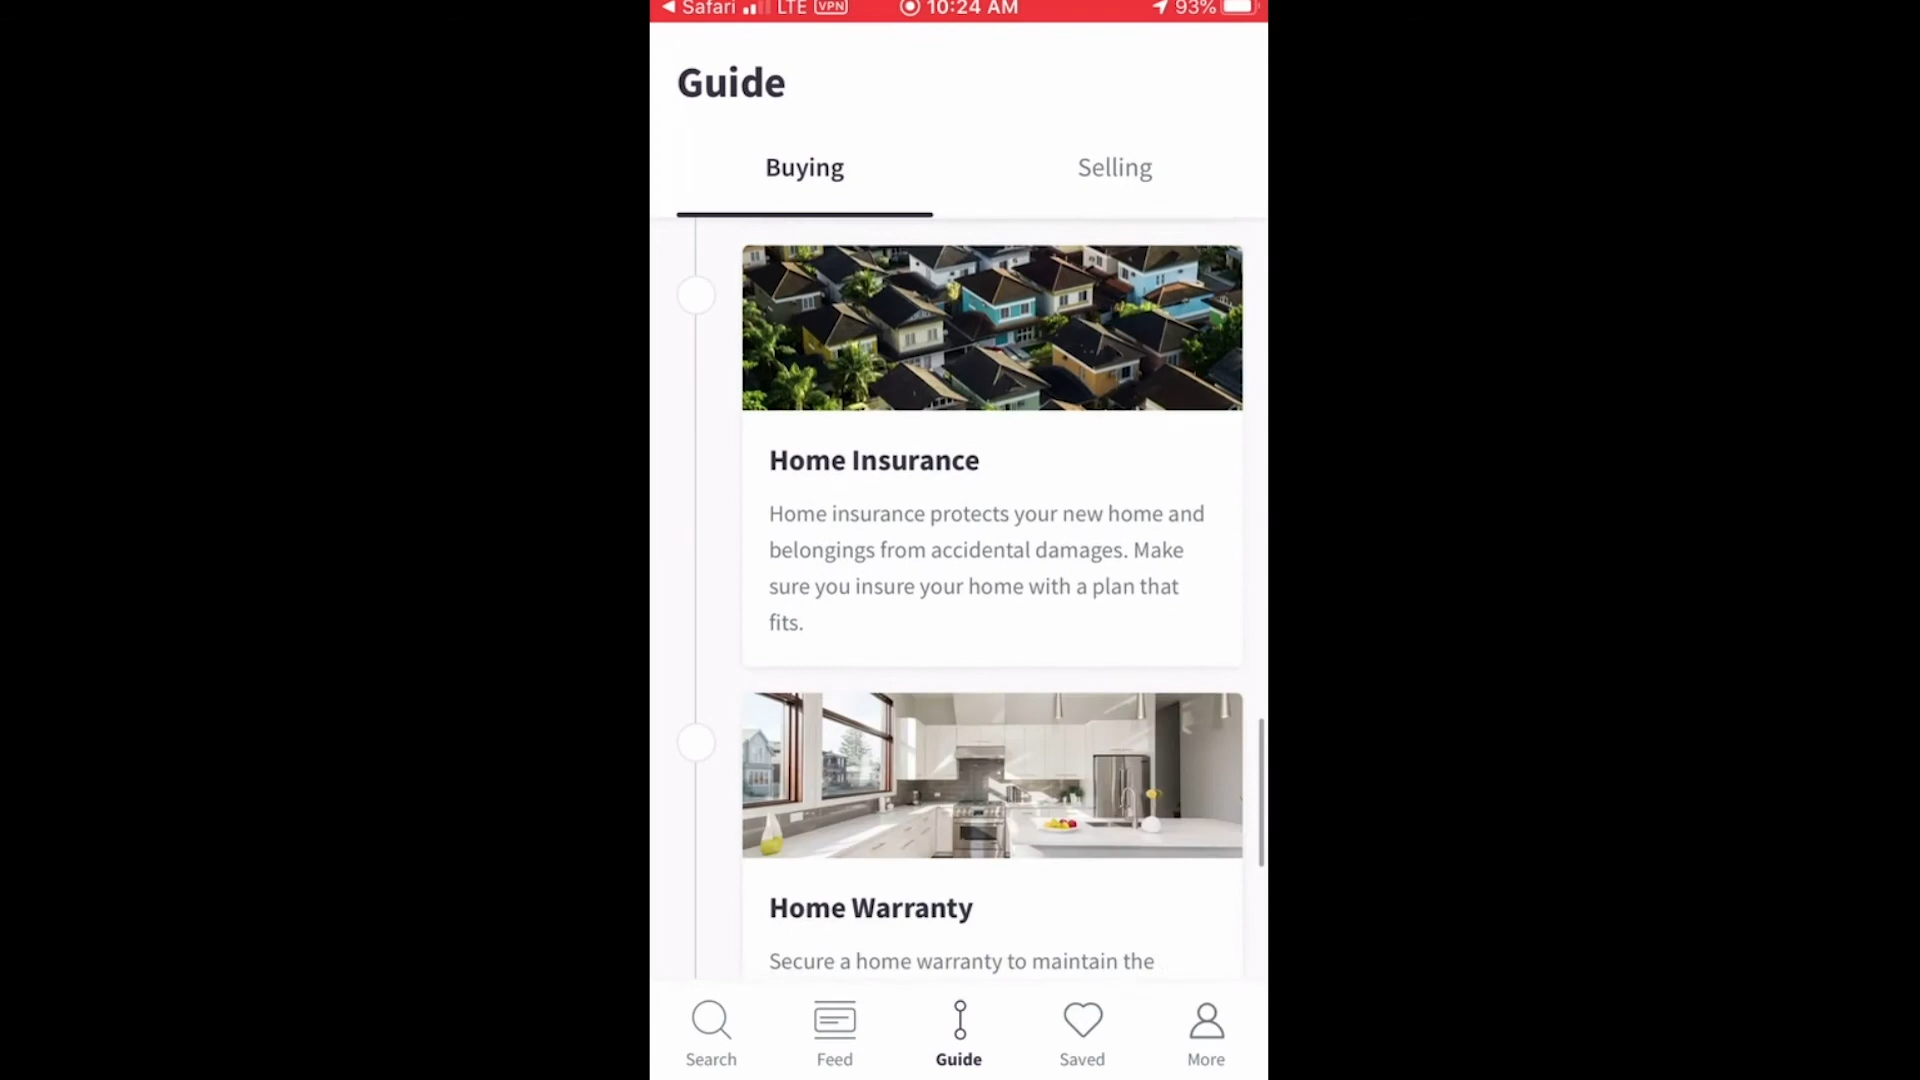 Safari LTE VPN 10:24 AM 93%
Guide
Buying Selling
Home Insurance
Home insurance protects your new home and
belongings from accidental damages. Make
sure you insure your home with a plan that
fits.
Home Warranty
Secure a home warranty to maintain the
Search Feed Guide Saved More